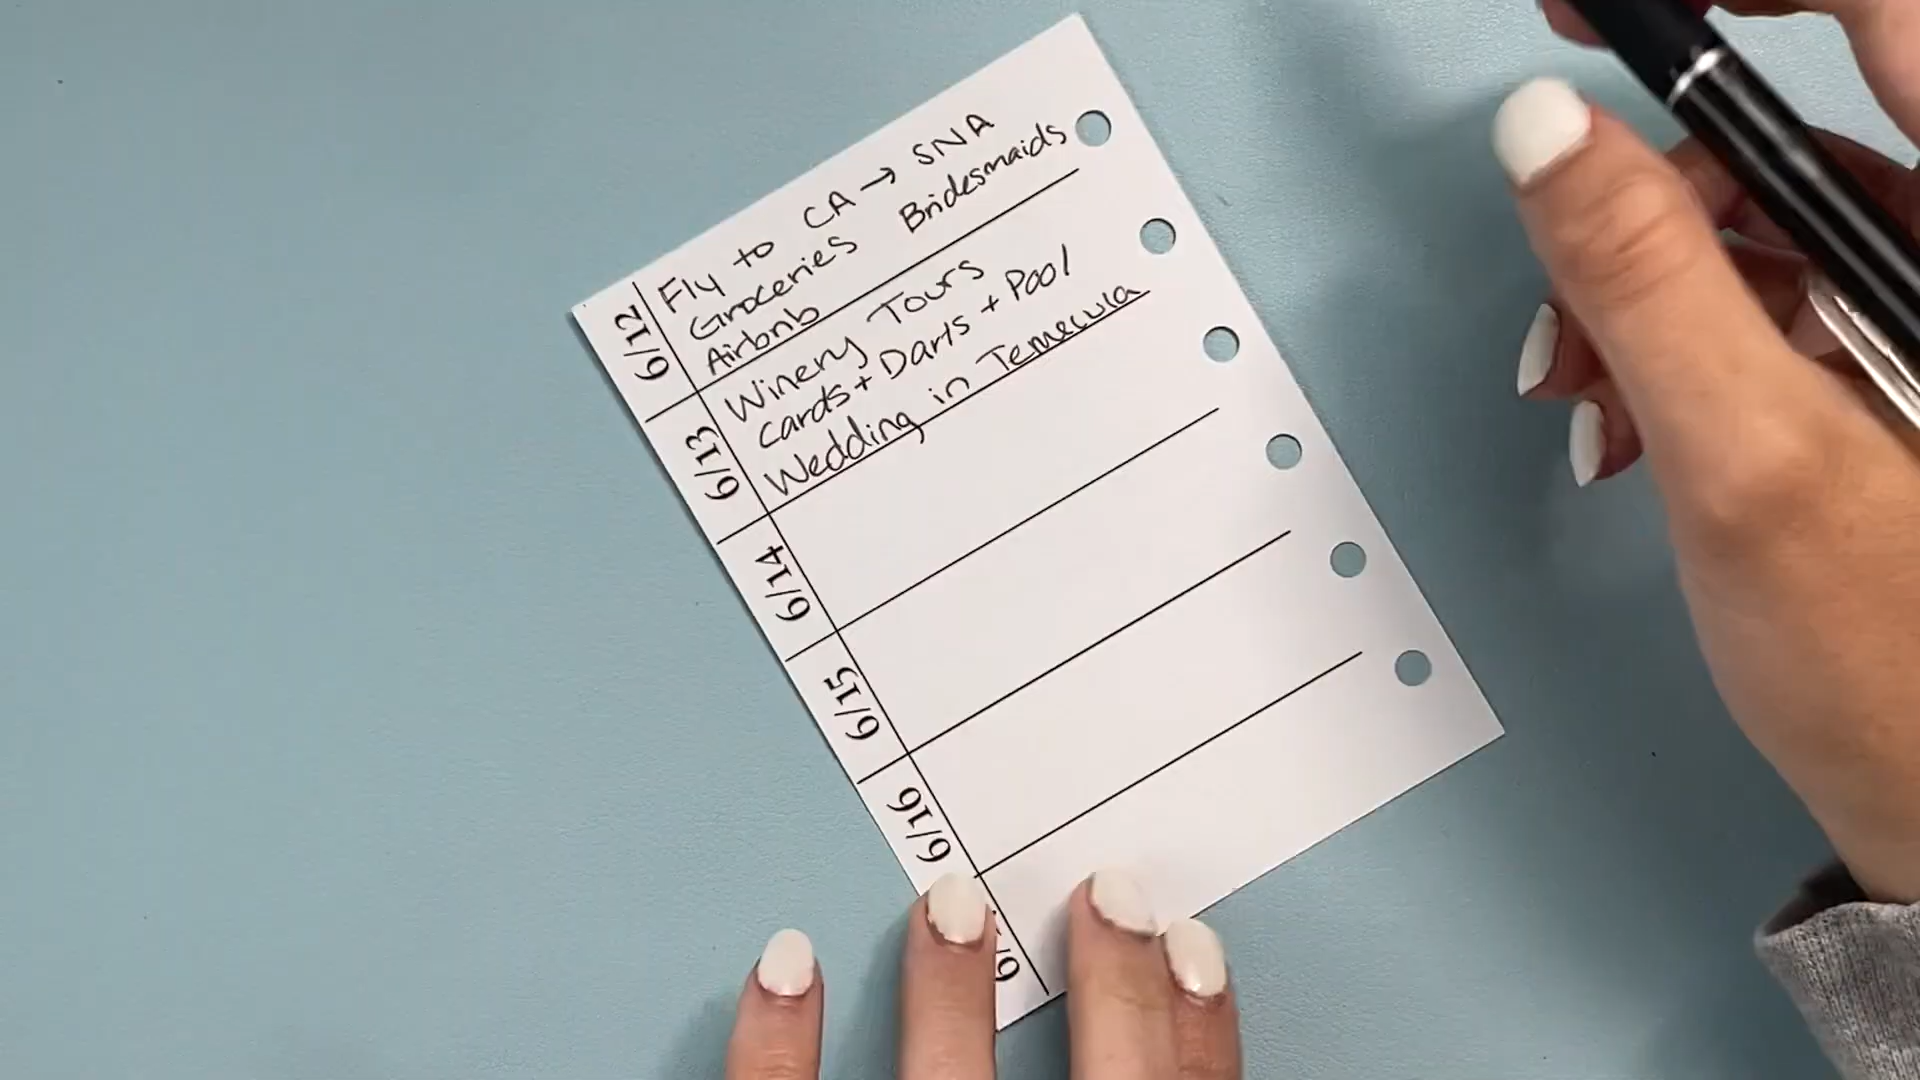 6/12
Fly to CA → SNA
Groceries Bridesmaids
Airbnb
6/13
Winery Tours
Cards + Darts + Pool
Wedding in Temecula
6/14
6/15
6/16